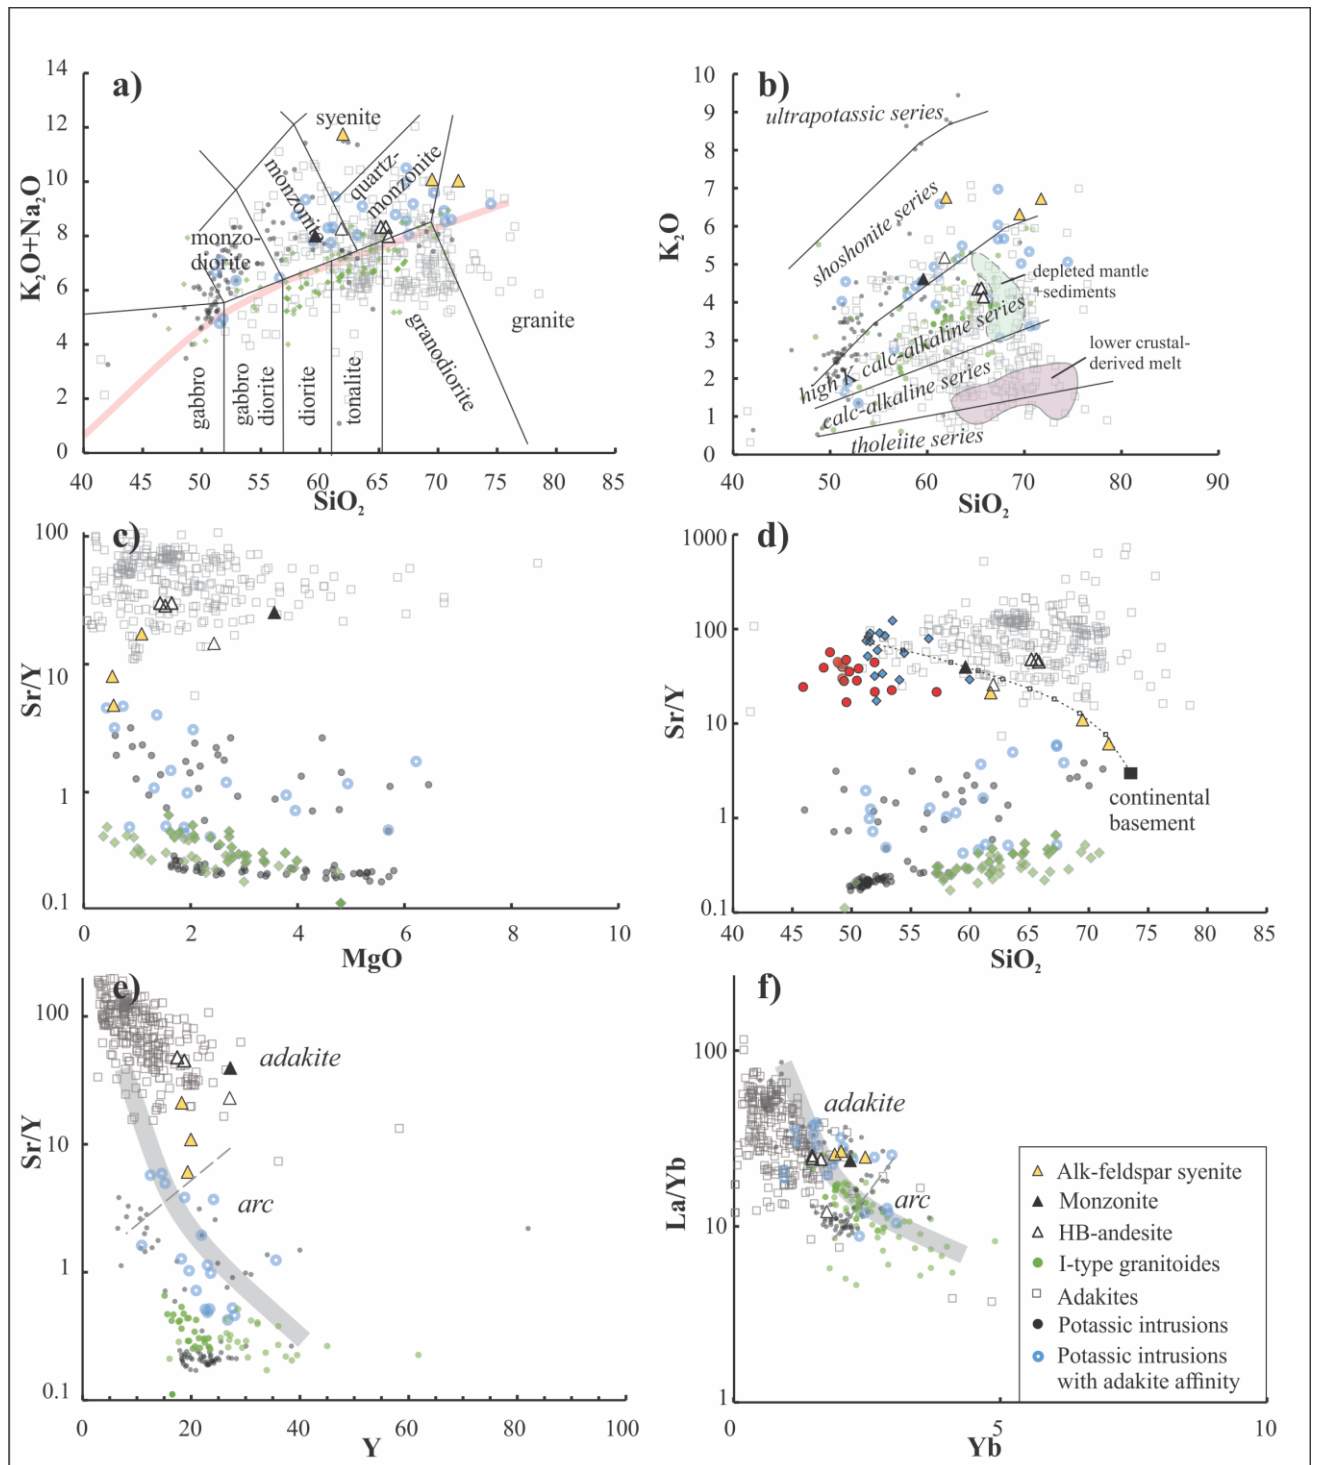 a)
14
12
10
8
6
4
2
0
K₂O+Na₂O
syenite
quartz-
monzonite
monzonite
monzo-
diorite
granite
gabbro
gabbro
diorite
diorite
tonalite
granodiorite
40 45 50 55 60 65 70 75 80 85
SiO₂
b)
10
9
8
7
6
5
4
3
2
1
0
K₂O
ultrapotassic series
shoshonite series
depleted mantle
+sediments
high K calc-alkaline series
lower crustal-
derived melt
calc-alkaline series
tholeiite series
40 50 60 70 80 90
SiO₂
c)
100
10
1
0.1
Sr/Y
0 2 4 6 8 10
MgO
d)
1000
100
10
1
0.1
Sr/Y
continental
basement
40 45 50 55 60 65 70 75 80 85
SiO₂
e)
100
10
1
0.1
Sr/Y
adakite
arc
0 20 40 60 80 100
Y
f)
100
10
1
La/Yb
adakite
arc
0 5 10
Yb
Alk-feldspar syenite
Monzonite
HB-andesite
I-type granitoides
Adakites
Potassic intrusions
Potassic intrusions
with adakite affinity